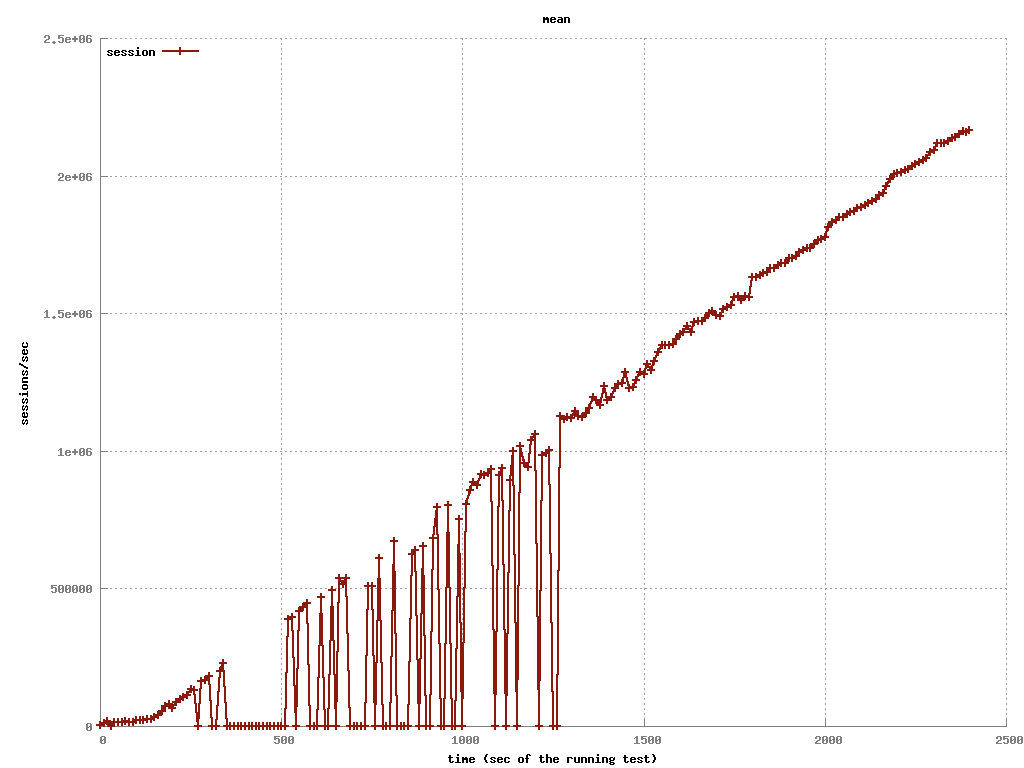 mean
2.5e+06
session
2e+06
1.5e+06
sessions/sec
1e+06
500000
0
0 500 1000 1500 2000 2500
time (sec of the running test)